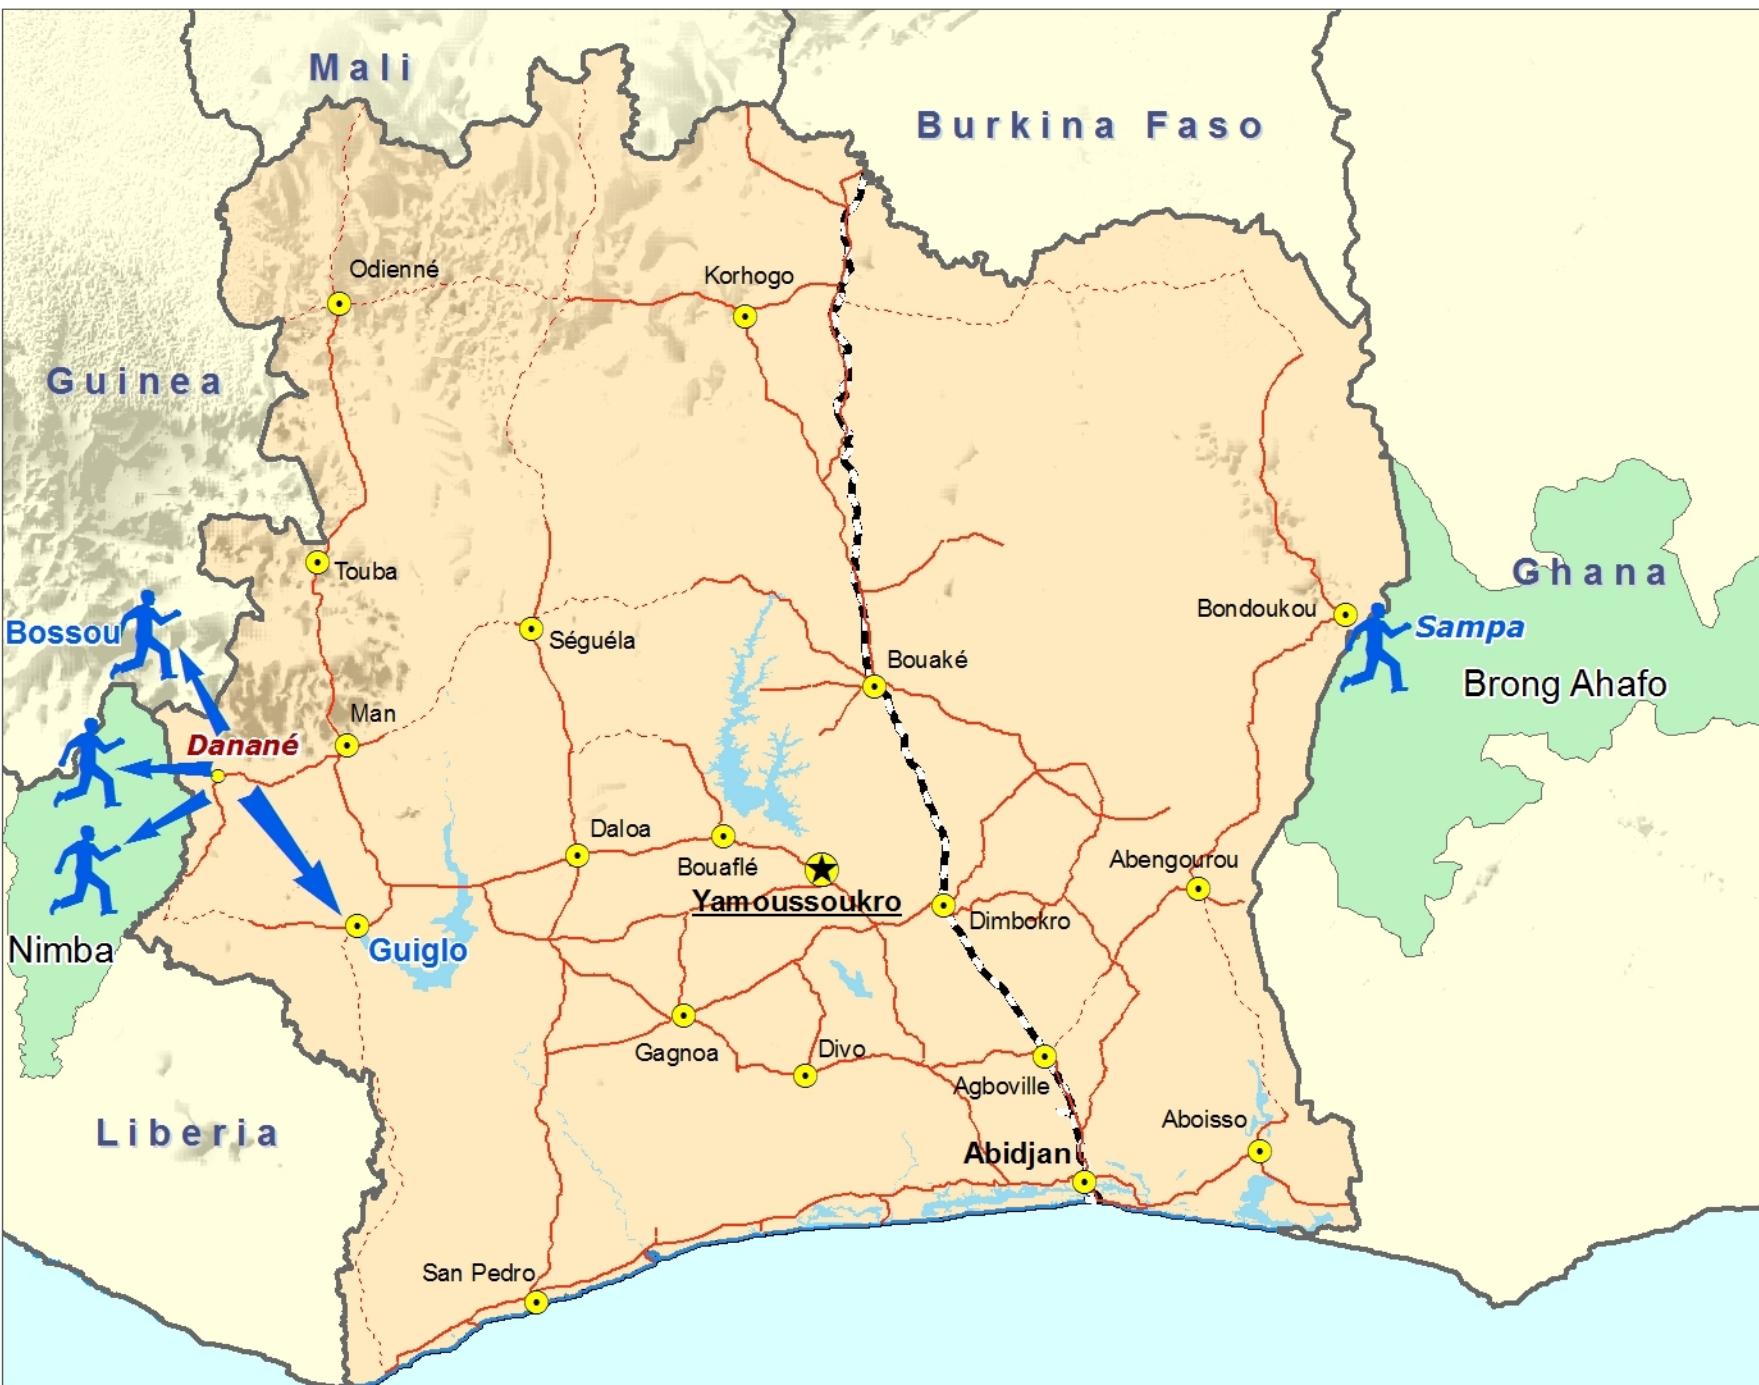 Mali
Burkina Faso
Odienné
Korhogo
Guinea
Touba
Ghana
Bondoukou
Sampa
Bossou
Séguéla
Bouaké
Brong Ahafo
Man
Danané
Daloa
Bouaflé
Abengourou
Yamoussoukro
Dimbokro
Nimba
Guiglo
Gagnoa
Divo
Agboville
Aboisso
Liberia
Abidjan
San Pedro